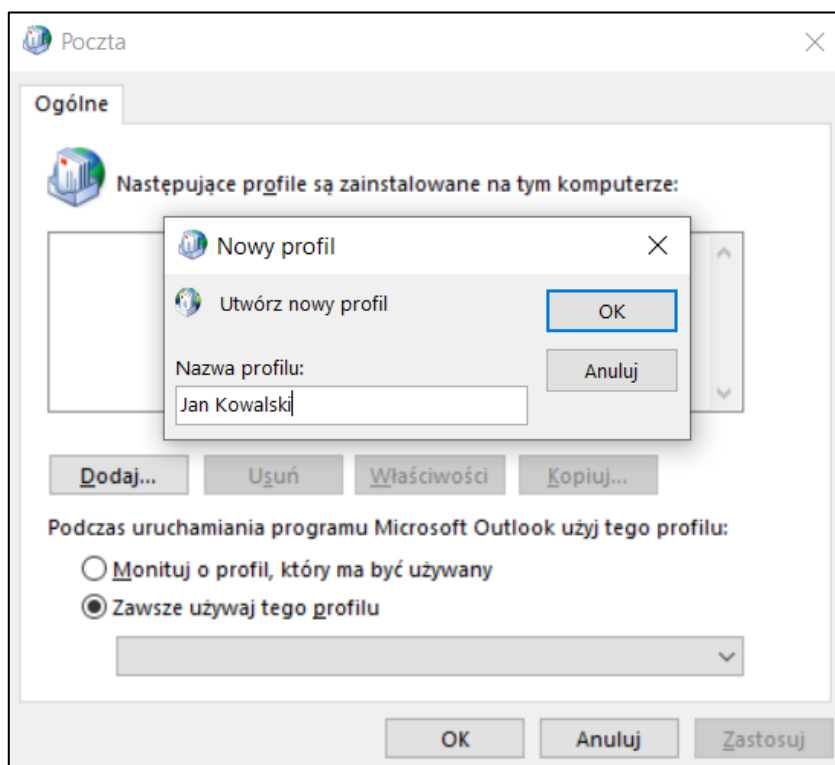 Poczta
Ogólne
Następujące profile są zainstalowane na tym komputerze:
Nowy profil
Utwórz nowy profil
OK
Nazwa profilu:
Anuluj
Jan Kowalski
Dodaj... Usuń Właściwości Kopiuj...
Podczas uruchamiania programu Microsoft Outlook użyj tego profilu:
Monituj o profil, który ma być używany
Zawsze używaj tego profilu
OK Anuluj Zastosuj